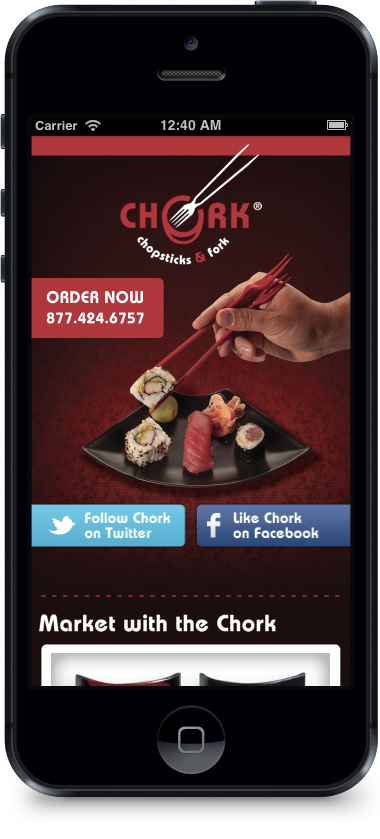 Carrier 12:40 AM
CHORK®
chopsticks & fork
ORDER NOW
877.424.6757
Follow Chork
on Twitter
Like Chork
on Facebook
Market with the Chork